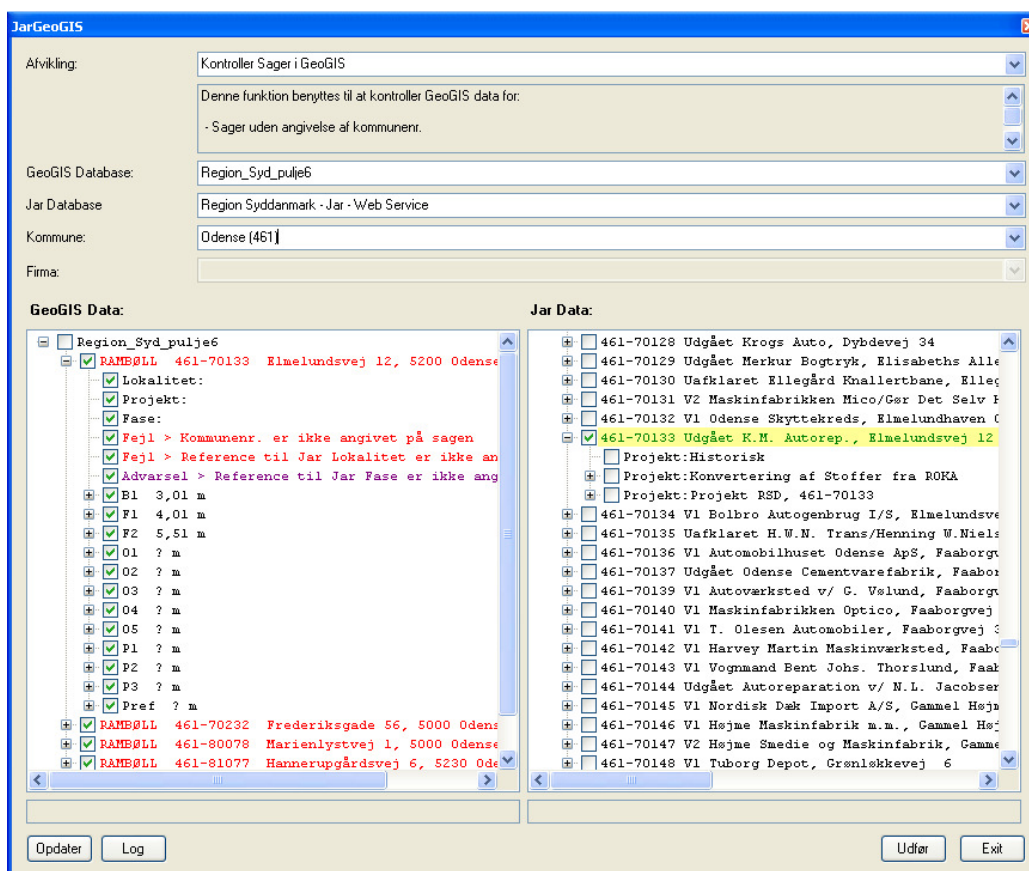 JarGeoGIS
Afvikling:
Kontroller Sager i GeoGIS
Denne funktion benyttes til at kontroller GeoGIS data for:
- Sager uden angivelse af kommunenr.
GeoGIS Database:
Region_Syd_pulje6
Jar Database
Region Syddanmark - Jar - Web Service
Kommune:
Odense (461)
Firma:
GeoGIS Data:
Region_Syd_pulje6
RAMBØLL 461-70133 Elmelundsvej 12, 5200 Odense
Lokalitet:
Projekt:
Fase:
Fejl > Kommunenr. er ikke angivet på sagen
Fejl > Reference til Jar Lokalitet er ikke an
Advarsel > Reference til Jar Fase er ikke ang
B1 3,01 m
F1 4,01 m
F2 5,51 m
O1 ? m
O2 ? m
O3 ? m
O4 ? m
O5 ? m
P1 ? m
P2 ? m
P3 ? m
Pref ? m
RAMBØLL 461-70232 Frederiksgade 56, 5000 Odens
RAMBØLL 461-80078 Marienlystvej 1, 5000 Odense
RAMBØLL 461-81077 Hannerupgårdsvej 6, 5230 Ode
Jar Data:
461-70128 Udgået Krogs Auto, Dybdevej 34
461-70129 Udgået Merkur Bogtryk, Elisabeths Alle
461-70130 Uafklaret Ellegård Knallertbane, Elleg
461-70131 V2 Maskinfabrikken Mico/Gør Det Selv H
461-70132 V1 Odense Skyttekreds, Elmelundhaven
461-70133 Udgået K.M. Autorep., Elmelundsvej 12
Projekt:Historisk
Projekt:Konvertering af Stoffer fra ROKA
Projekt:Projekt RSD, 461-70133
461-70134 V1 Bolbro Autogenbrug I/S, Elmelundsve
461-70135 Uafklaret H.W.N. Trans/Henning W.Niels
461-70136 V1 Automobilhuset Odense ApS, Faaborgv
461-70137 Udgået Odense Cementvarefabrik, Faabor
461-70139 V1 Autoværksted v/ G. Vølund, Faaborgv
461-70140 V1 Maskinfabrikken Optico, Faaborgvej
461-70141 V1 T. Olesen Automobiler, Faaborgvej 3
461-70142 V1 Harvey Martin Maskinværksted, Faabo
461-70143 V1 Vognmand Bent Johs. Thorslund, Faab
461-70144 Udgået Autoreparation v/ N.L. Jacobsen
461-70145 V1 Nordisk Dæk Import A/S, Gammel Højm
461-70146 V1 Højme Maskinfabrik m.m., Gammel Høj
461-70147 V2 Højme Smedie og Maskinfabrik, Gamme
461-70148 V1 Tuborg Depot, Grønløkkevej 6
Opdater
Log
Udfør
Exit